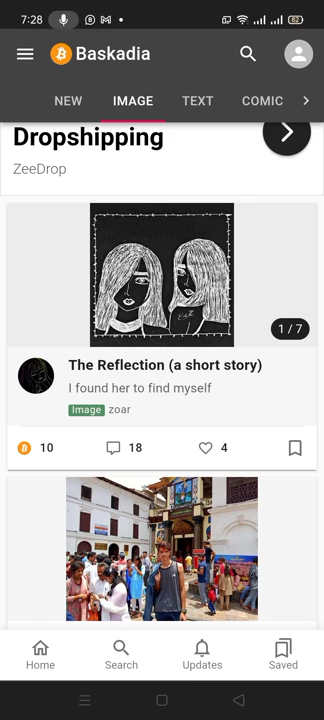 7:28
82
Baskadia
NEW IMAGE TEXT COMIC
Dropshipping
ZeeDrop
1 / 7
The Reflection (a short story)
I found her to find myself
Image zoar
10 18 4
Home Search Updates Saved